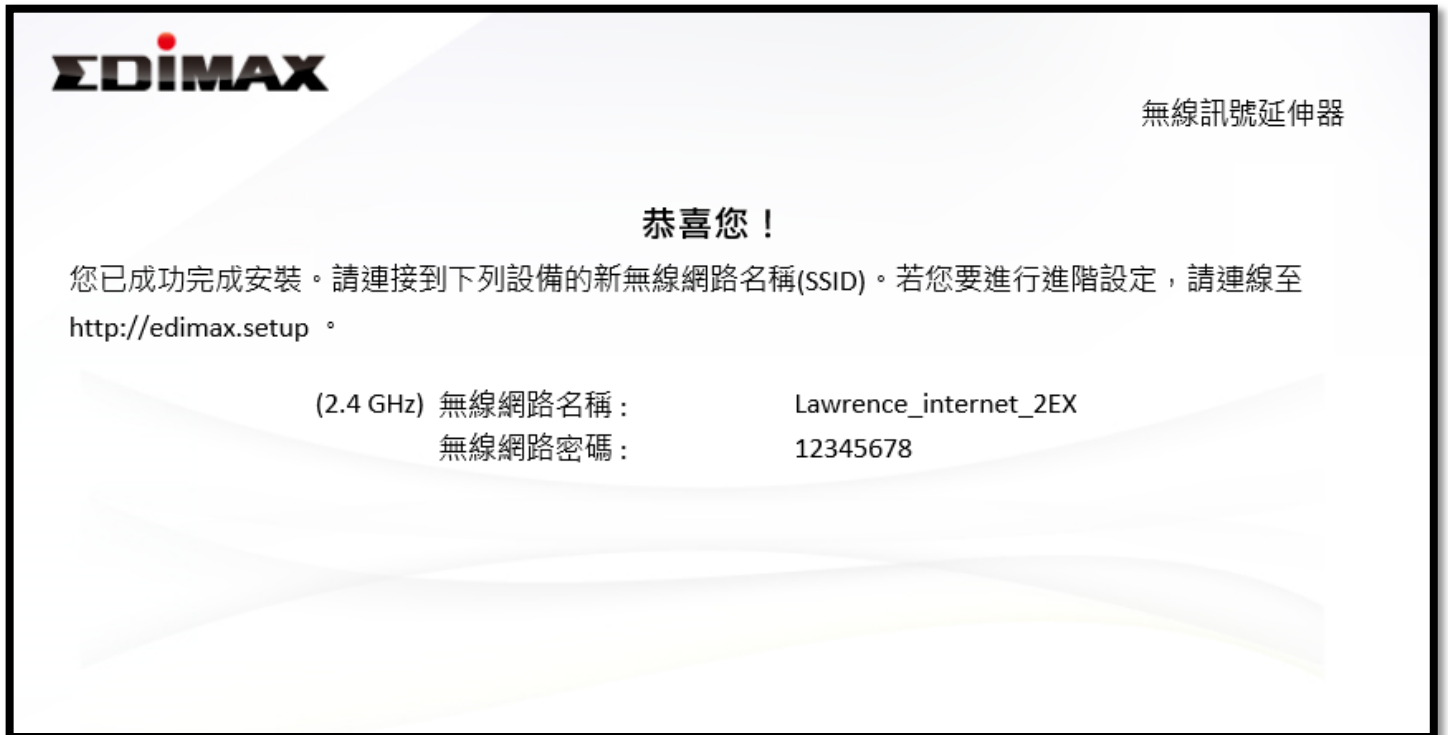 EDiMAX
無線訊號延伸器
恭喜您！
您已成功完成安裝。請連接到下列設備的新無線網路名稱(SSID)。若您要進行進階設定，請連線至
http://edimax.setup 。
(2.4 GHz) 無線網路名稱 : Lawrence_internet_2EX
無線網路密碼 : 12345678